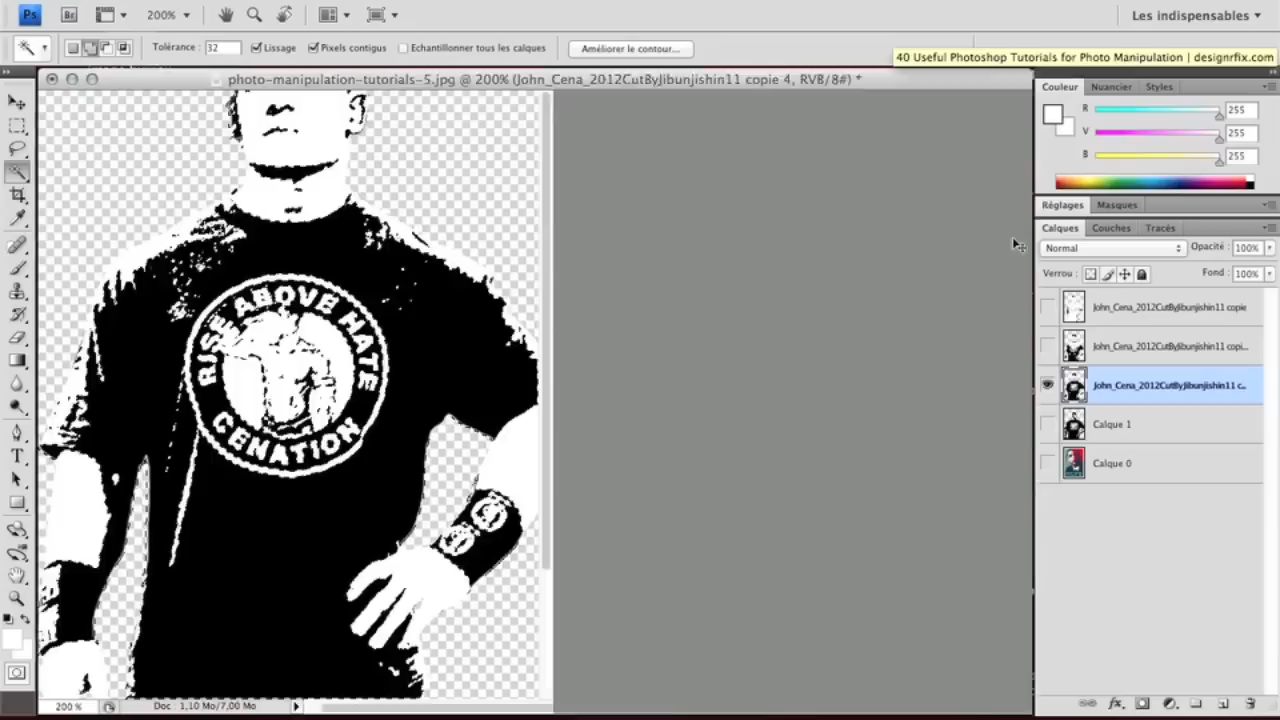 Ps Br 200% Les indispensables
Tolérance : 32 Lissage Pixels contigus Echantillonner tous les calques Améliorer le contour...
40 Useful Photoshop Tutorials for Photo Manipulation | designrfix.com
photo-manipulation-tutorials-5.jpg @ 200% (John_Cena_2012CutByJibunjishin11 copie 4, RVB/8#) *
Couleur Nuancier Styles
R 255
V 255
B 255
Réglages Masques
Calques Couches Tracés
Normal Opacité : 100%
Verrou : Fond : 100%
John_Cena_2012CutByJibunjishin11 copie
John_Cena_2012CutByJibunjishin11 copi...
John_Cena_2012CutByJibunjishin11 c...
Calque 1
Calque 0
RISE ABOVE HATE
CENATION
T
200 % Doc : 1,10 Mo/7,00 Mo
fx